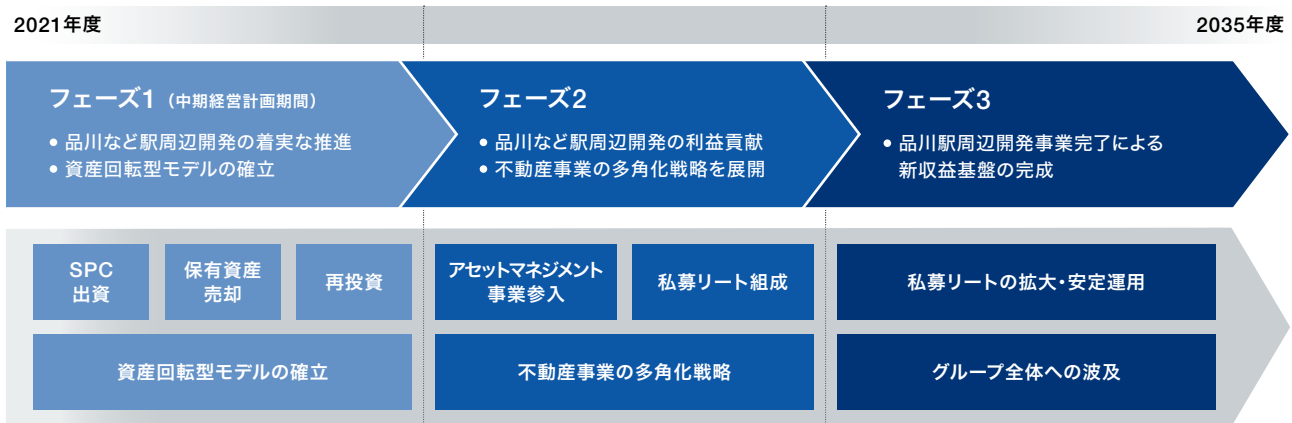 2021年度
2035年度
フェーズ1（中期経営計画期間）
• 品川など駅周辺開発の着実な推進
• 資産回転型モデルの確立
フェーズ2
• 品川など駅周辺開発の利益貢献
• 不動産事業の多角化戦略を展開
フェーズ3
• 品川駅周辺開発事業完了による
新収益基盤の完成
SPC
出資
保有資産
売却
再投資
アセットマネジメント
事業参入
私募リート組成
私募リートの拡大・安定運用
資産回転型モデルの確立
不動産事業の多角化戦略
グループ全体への波及